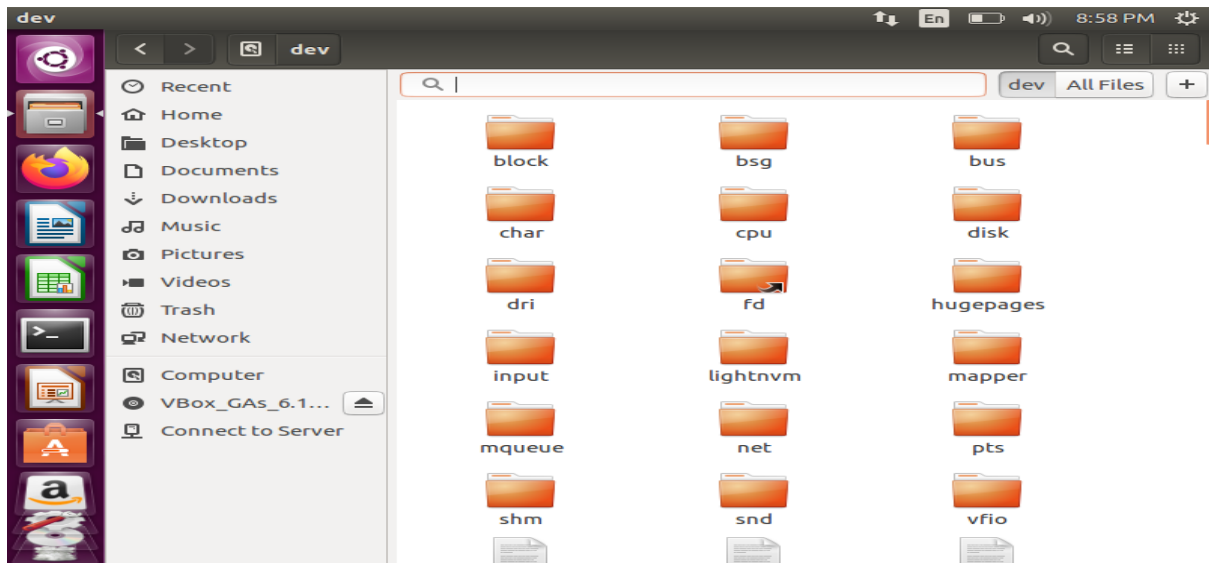 dev
En
8:58 PM
< > dev
Recent
Home
Desktop
Documents
Downloads
Music
Pictures
Videos
Trash
Network
Computer
VBox_GAs_6.1...
Connect to Server
dev All Files +
block bsg bus
char cpu disk
dri fd hugepages
input lightnvm mapper
mqueue net pts
shm snd vfio
>_
A
a